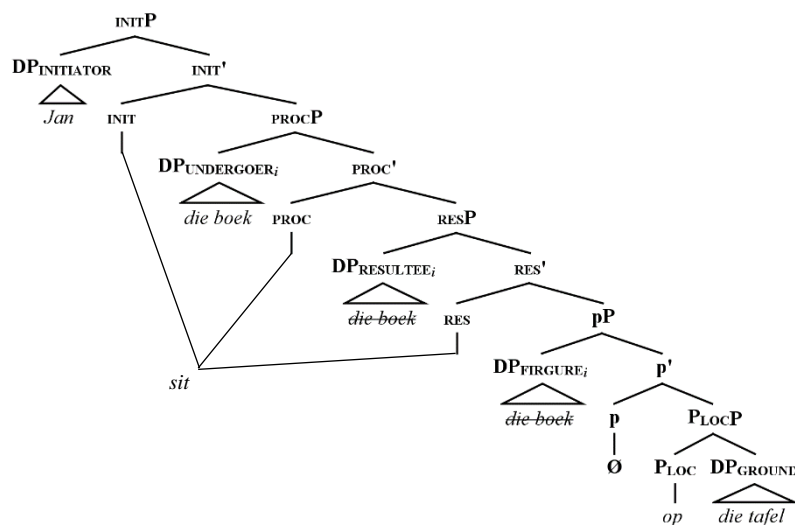 INITP
DPINITIATOR INIT'
Jan INIT PROCP
DPUNDERGOERi PROC'
die boek PROC RESP
DPRESULTEEi RES'
die boek RES pP
sit DPFIRGUREi p'
die boek p PLOCP
Ø PLOC DPGROUND
op die tafel